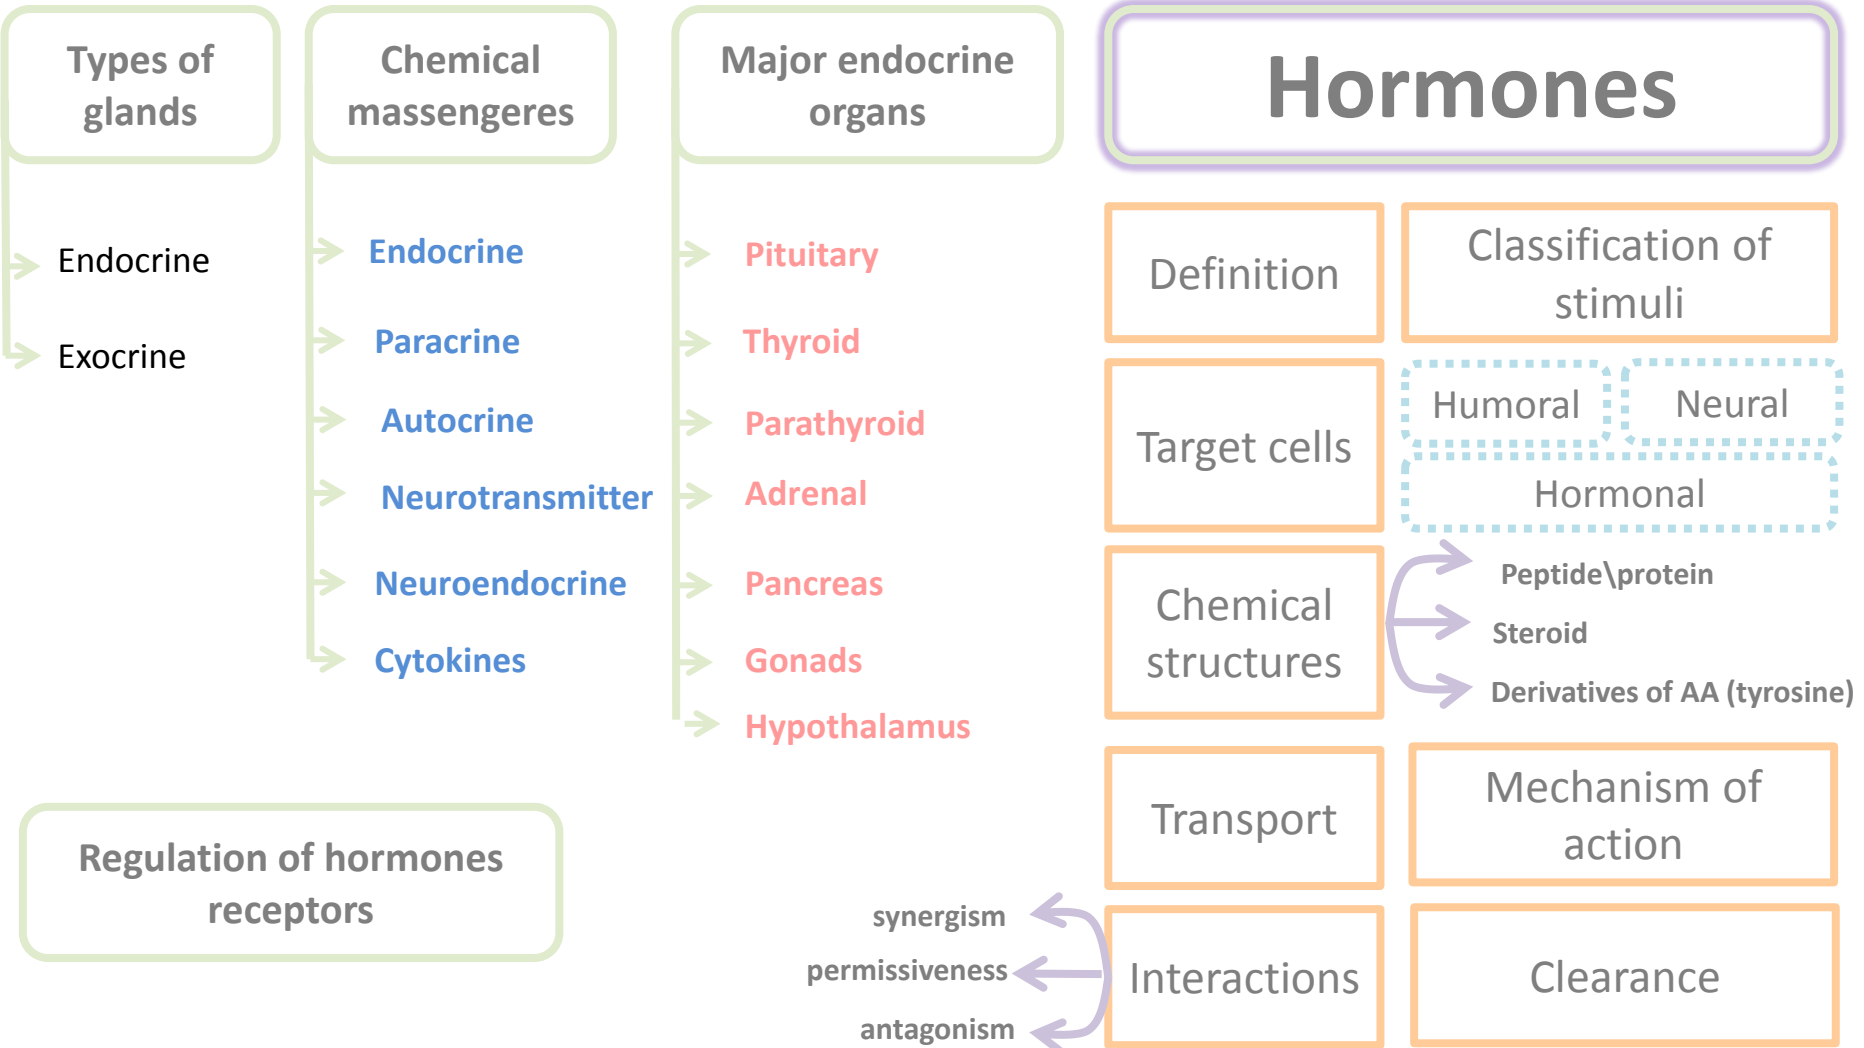 Types of
glands
Endocrine
Exocrine
Chemical
massengeres
Endocrine
Paracrine
Autocrine
Neurotransmitter
Neuroendocrine
Cytokines
Major endocrine
organs
Pituitary
Thyroid
Parathyroid
Adrenal
Pancreas
Gonads
Hypothalamus
Regulation of hormones
receptors
Hormones
Definition
Classification of
stimuli
Humoral
Neural
Hormonal
Target cells
Chemical
structures
Peptide\protein
Steroid
Derivatives of AA (tyrosine)
Transport
Mechanism of
action
Interactions
synergism
permissiveness
antagonism
Clearance